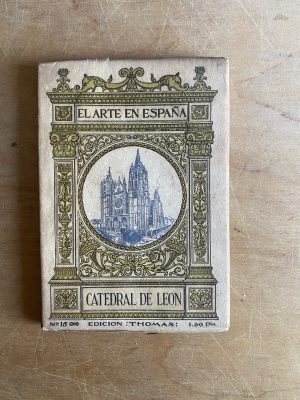 EL ARTE EN ESPAÑA
CATEDRAL DE LEON
EDICION THOMAS